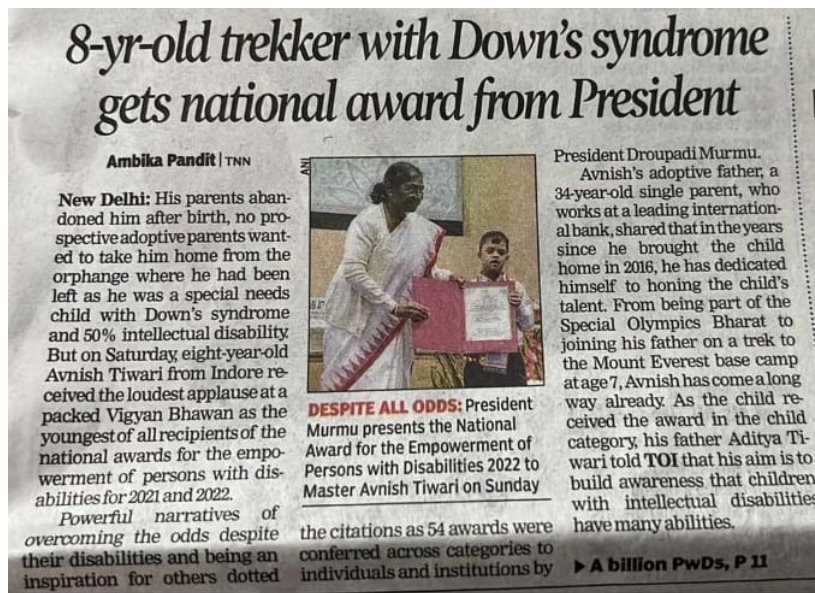 8-yr-old trekker with Down's syndrome
gets national award from President
Ambika Pandit | TNN
New Delhi: His parents aban-
doned him after birth, no pro-
spective adoptive parents want-
ed to take him home from the
orphange where he had been
left as he was a special needs
child with Down's syndrome
and 50% intellectual disability.
But on Saturday, eight-year-old
Avnish Tiwari from Indore re-
ceived the loudest applause at a
packed Vigyan Bhawan as the
youngest of all recipients of the
national awards for the empo-
werment of persons with dis-
abilities for 2021 and 2022.
Powerful narratives of
overcoming the odds despite
their disabilities and being an
inspiration for others dotted
ANI
DESPITE ALL ODDS: President
Murmu presents the National
Award for the Empowerment of
Persons with Disabilities 2022 to
Master Avnish Tiwari on Sunday
the citations as 54 awards were
conferred across categories to
individuals and institutions by
President Droupadi Murmu.
Avnish's adoptive father, a
34-year-old single parent, who
works at a leading internation-
al bank, shared that in the years
since he brought the child
home in 2016, he has dedicated
himself to honing the child's
talent. From being part of the
Special Olympics Bharat to
joining his father on a trek to
the Mount Everest base camp
at age 7, Avnish has come a long
way already. As the child re-
ceived the award in the child
category, his father Aditya Ti-
wari told TOI that his aim is to
build awareness that children
with intellectual disabilities
have many abilities.
▶ A billion PwDs, P 11